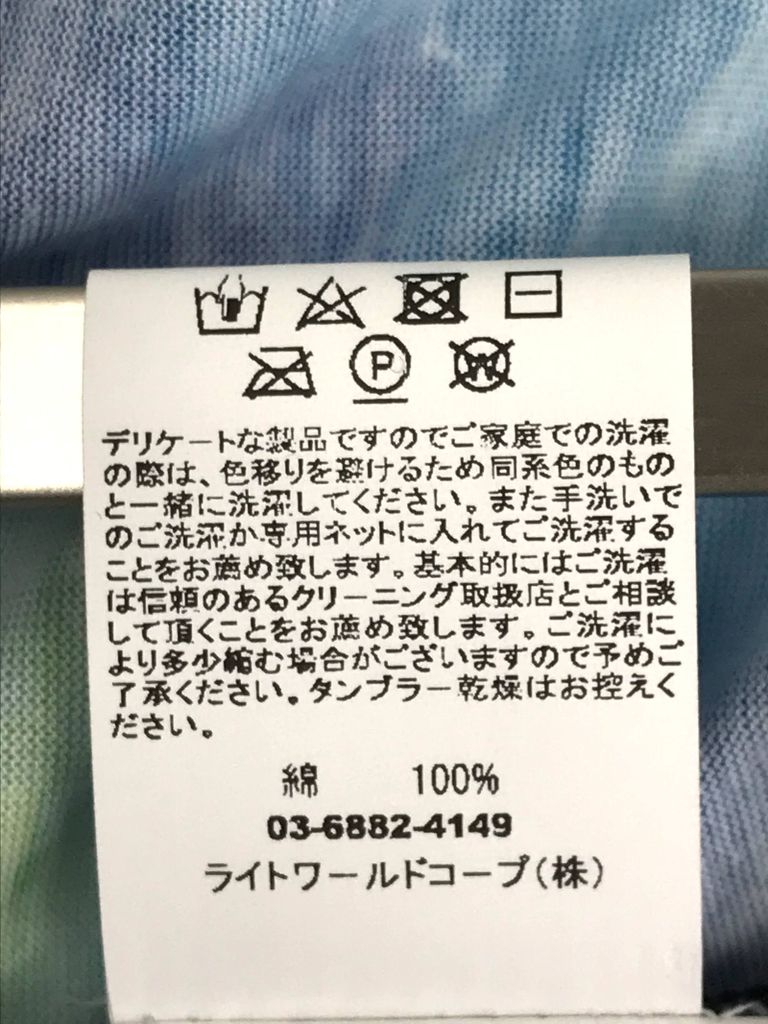 P
W
デリケートな製品ですのでご家庭での洗濯
の際は、色移りを避けるため同系色のもの
と一緒に洗濯してください。また手洗いで
のご洗濯か専用ネットに入れてご洗濯する
ことをお薦め致します。基本的にはご洗濯
は信頼のあるクリーニング取扱店とご相談
して頂くことをお薦め致します。ご洗濯に
より多少縮む場合がございますので予めご
了承ください。タンブラー乾燥はお控えく
ださい。
綿 100%
03-6882-4149
ライトワールドコープ(株)